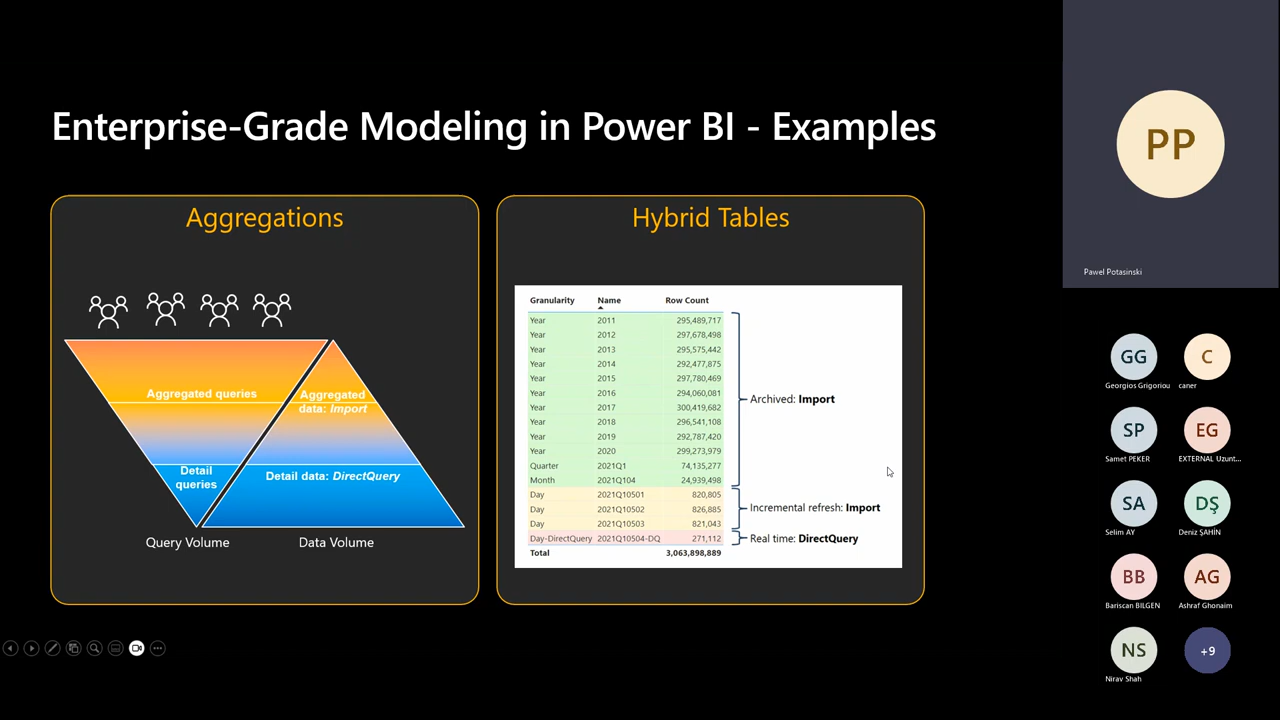 Enterprise-Grade Modeling in Power BI - Examples
Aggregations
Aggregated queries
Aggregated
data: Import
Detail
queries
Detail data: DirectQuery
Query Volume
Data Volume
Hybrid Tables
Granularity Name Row Count
Year 2011 295,489,717
Year 2012 297,678,498
Year 2013 295,575,442
Year 2014 292,477,875
Year 2015 297,780,469
Year 2016 294,060,081
Year 2017 300,419,682
Year 2018 296,541,108
Year 2019 292,787,420
Year 2020 299,273,979
Quarter 2021Q1 74,135,277
Month 2021Q104 24,939,498
Day 2021Q10501 820,805
Day 2021Q10502 826,885
Day 2021Q10503 821,043
Day-DirectQuery 2021Q10504-DQ 271,112
Total 3,063,898,889
Archived: Import
Incremental refresh: Import
Real time: DirectQuery
PP
Pawel Potasinski
GG
Georgios Grigoriou
C
caner
SP
Samet PEKER
EG
EXTERNAL Uzunt...
SA
Selim AY
DŞ
Deniz ŞAHİN
BB
Bariscan BILGEN
AG
Ashraf Ghonaim
NS
Nirav Shah
+9